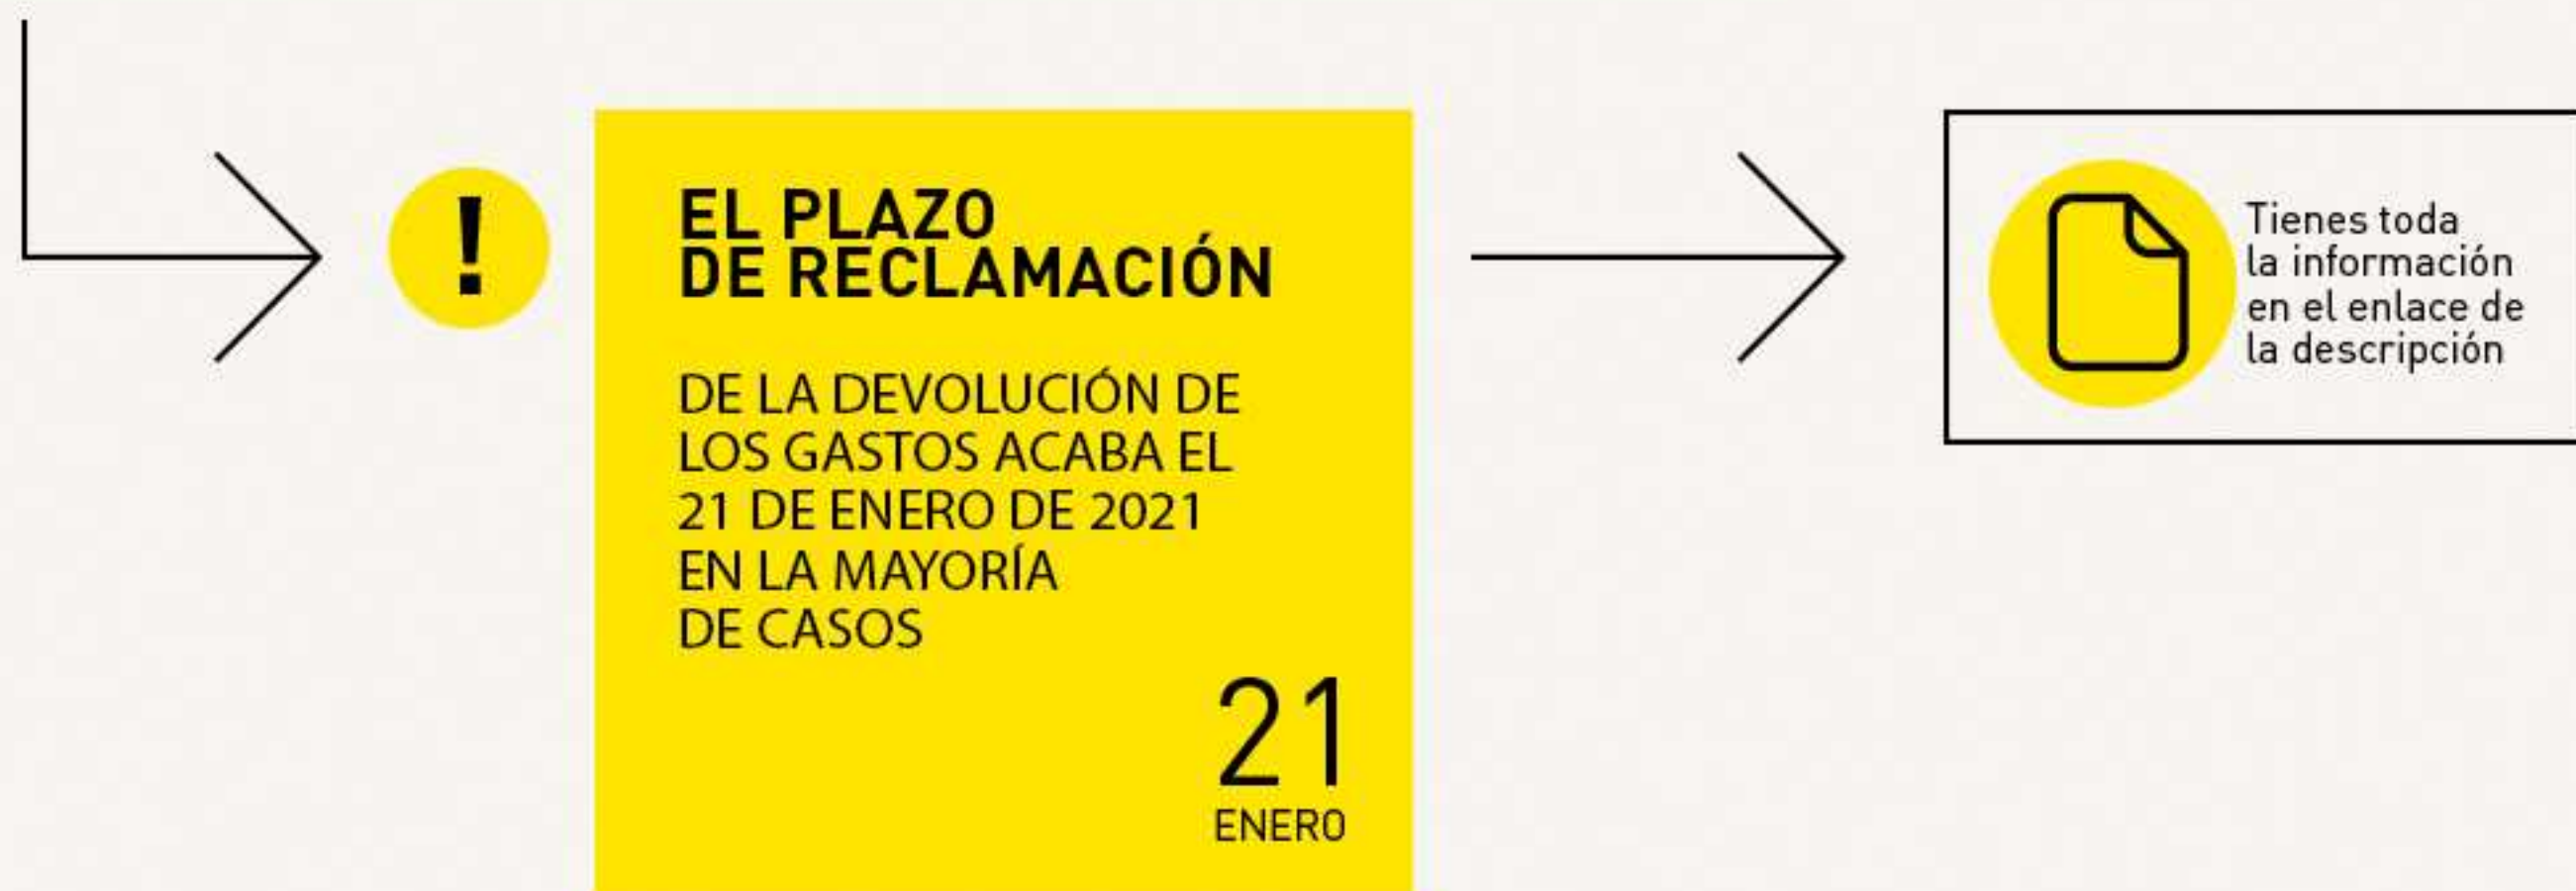 !
EL PLAZO
DE RECLAMACIÓN
DE LA DEVOLUCIÓN DE
LOS GASTOS ACABA EL
21 DE ENERO DE 2021
EN LA MAYORÍA
DE CASOS
21
ENERO
Tienes toda
la información
en el enlace de
la descripción